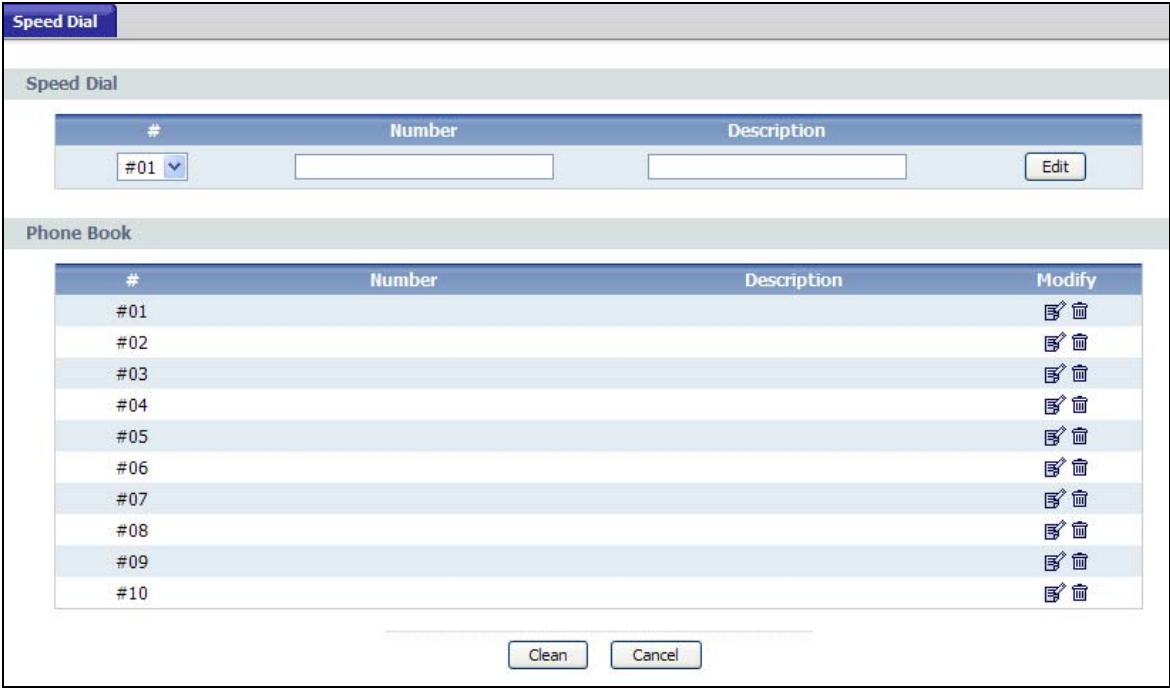 Speed Dial
Speed Dial
# Number Description
#01 Edit
Phone Book
# Number Description Modify
#01
#02
#03
#04
#05
#06
#07
#08
#09
#10
Clean Cancel